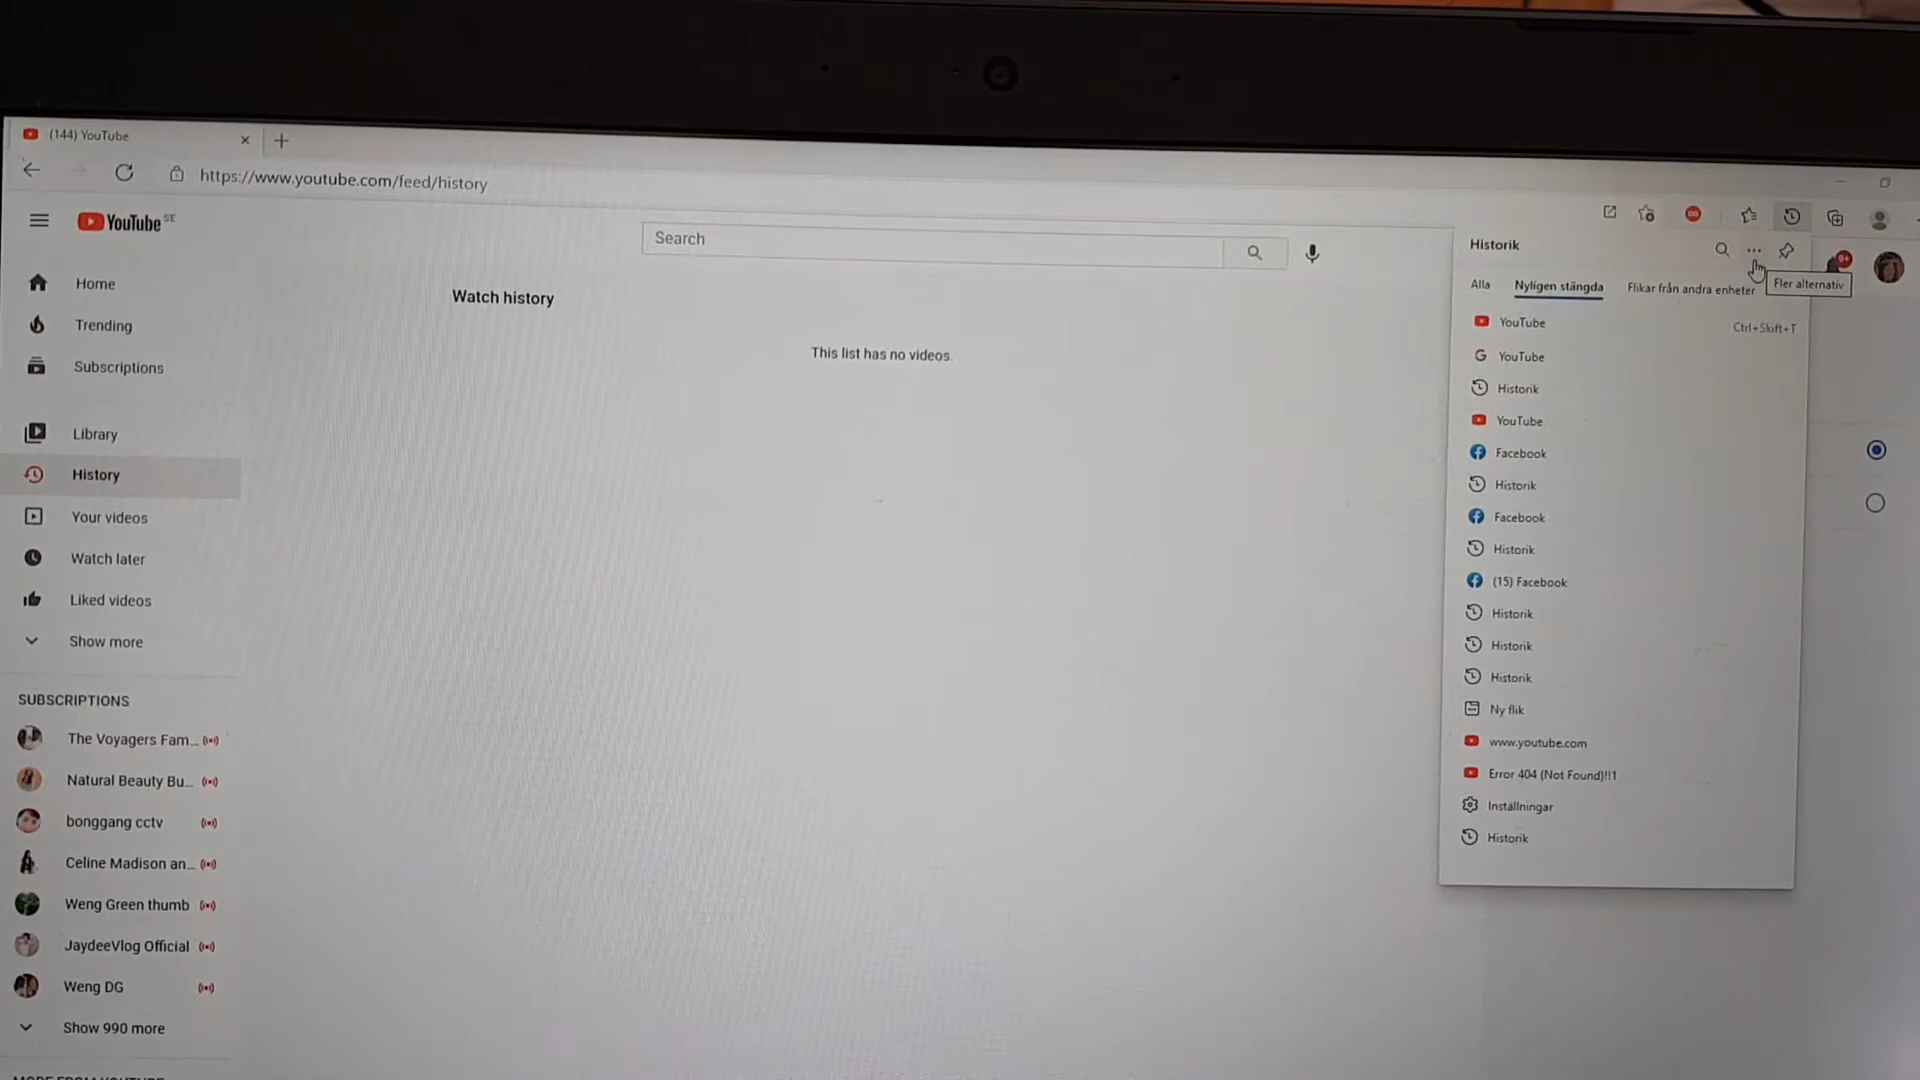 (144) YouTube
https://www.youtube.com/feed/history
YouTube SE
Search
Home
Trending
Subscriptions
Library
History
Your videos
Watch later
Liked videos
Show more
SUBSCRIPTIONS
The Voyagers Fam...
Natural Beauty Bu...
bonggang cctv
Celine Madison an...
Weng Green thumb
JaydeeVlog Official
Weng DG
Show 990 more
MORE FROM YOUTUBE
Watch history
This list has no videos.
Historik
Fler alternativ
9+
Alla Nyligen stängda Flikar från andra enheter
YouTube Ctrl+Skift+T
YouTube
Historik
YouTube
Facebook
Historik
Facebook
Historik
(15) Facebook
Historik
Historik
Historik
Ny flik
www.youtube.com
Error 404 (Not Found)!!1
Inställningar
Historik